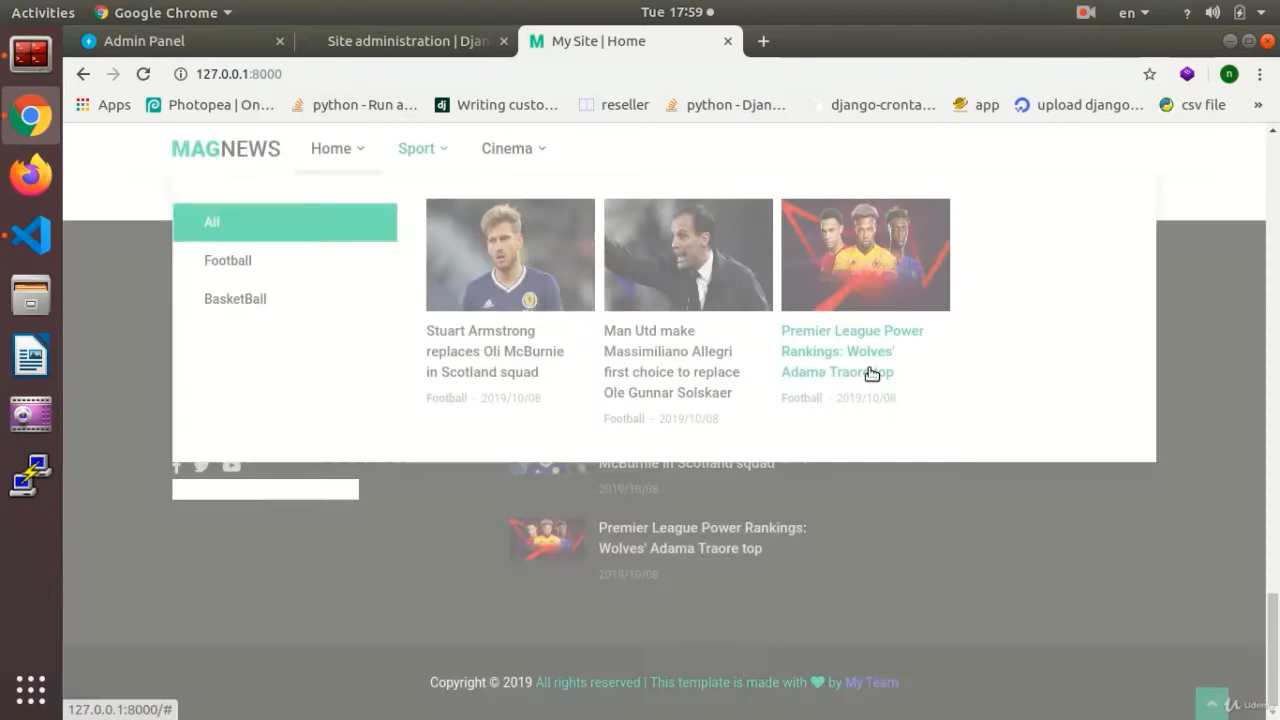 Activities
Google Chrome
Tue 17:59
en
?
Admin Panel
Site administration | Djan
My Site | Home
127.0.0.1:8000
n
Apps
Photopea | On...
python - Run a...
dj
Writing custo...
reseller
python - Djan...
django-cronta...
app
upload django...
csv file
»
MAGNEWS
Home
Sport
Cinema
All
Football
BasketBall
Stuart Armstrong
replaces Oli McBurnie
in Scotland squad
Football - 2019/10/08
Man Utd make
Massimiliano Allegri
first choice to replace
Ole Gunnar Solskaer
Football - 2019/10/08
Premier League Power
Rankings: Wolves'
Adama Traore top
Football - 2019/10/08
McBurnie in Scotland squad
2019/10/08
Premier League Power Rankings:
Wolves' Adama Traore top
2019/10/08
Copyright © 2019 All rights reserved | This template is made with ♥ by My Team
127.0.0.1:8000/#
Udemy